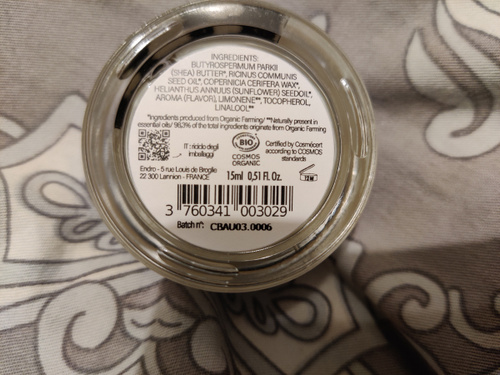 INGREDIENTS:
BUTYROSPERMUM PARKII
(SHEA) BUTTER*, RICINUS COMMUNIS
SEED OIL*, COPERNICIA CERIFERA WAX*,
HELIANTHUS ANNUUS (SUNFLOWER) SEEDOIL*,
AROMA (FLAVOR), LIMONENE**, TOCOPHEROL,
LINALOOL**
*Ingredients produced from Organic Farming/ **Naturally present in
essential oils/ 98,3% of the total ingredients originate from Organic Farming
IT : riciclo degli
imballaggi
BIO
COSMOS
ORGANIC
Certified by Cosmécert
according to COSMOS
standards
Endro - 5 rue Louis de Broglie
22 300 Lannion - FRANCE
15ml 0,51 Fl. Oz.
12M
3 760341 003029
Batch n°: CBAU03.0006